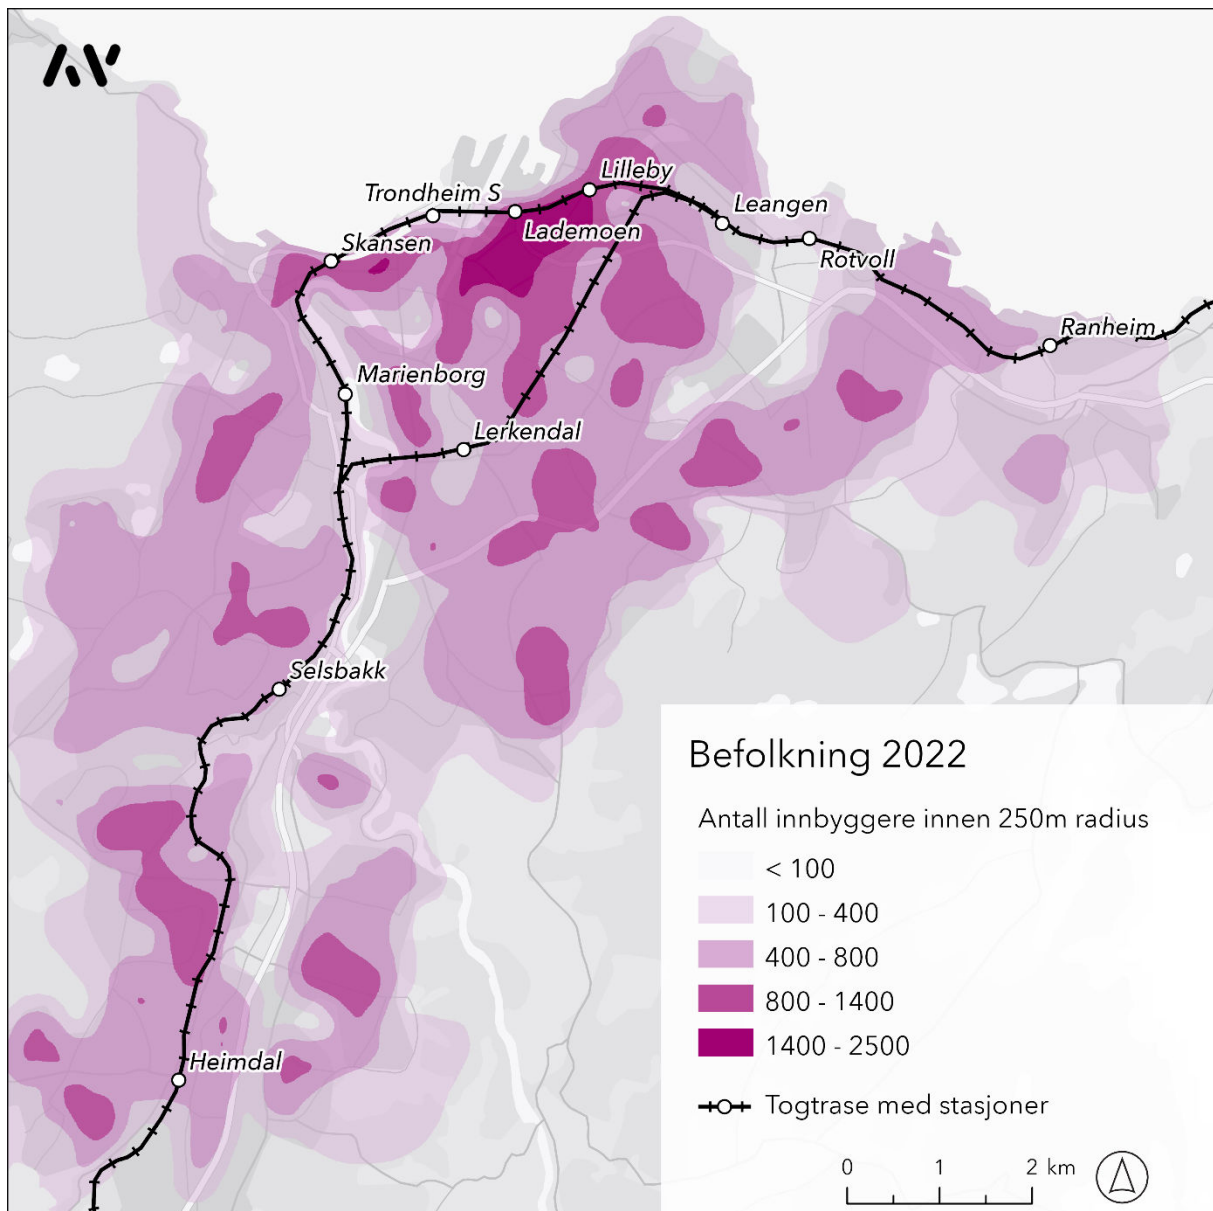 Lilleby
Trondheim S
Leangen
Lademoen
Skansen
Rotvoll
Ranheim
Marienborg
Lerkendal
Selsbakk
Heimdal
Befolkning 2022
Antall innbyggere innen 250m radius
< 100
100 - 400
400 - 800
800 - 1400
1400 - 2500
Togtrase med stasjoner
0 1 2 km